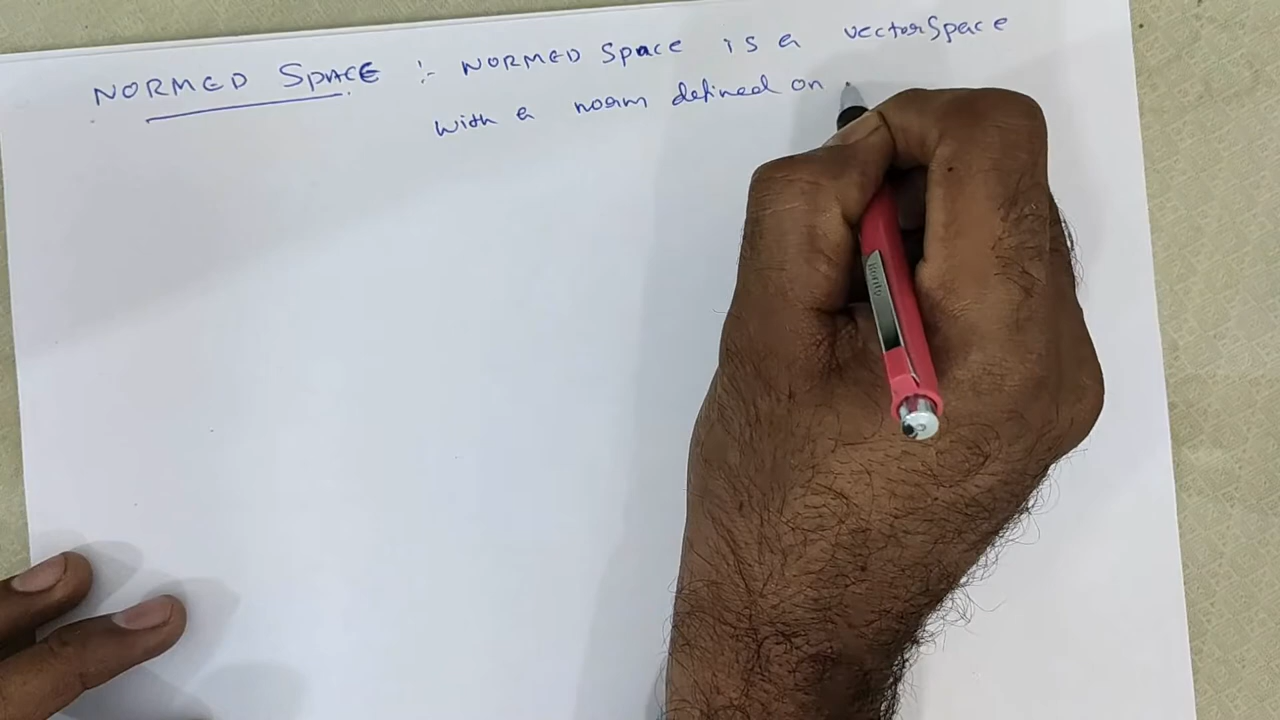 NORMED SPACE :- NORMED Space is a vectorSpace
with a norm defined on